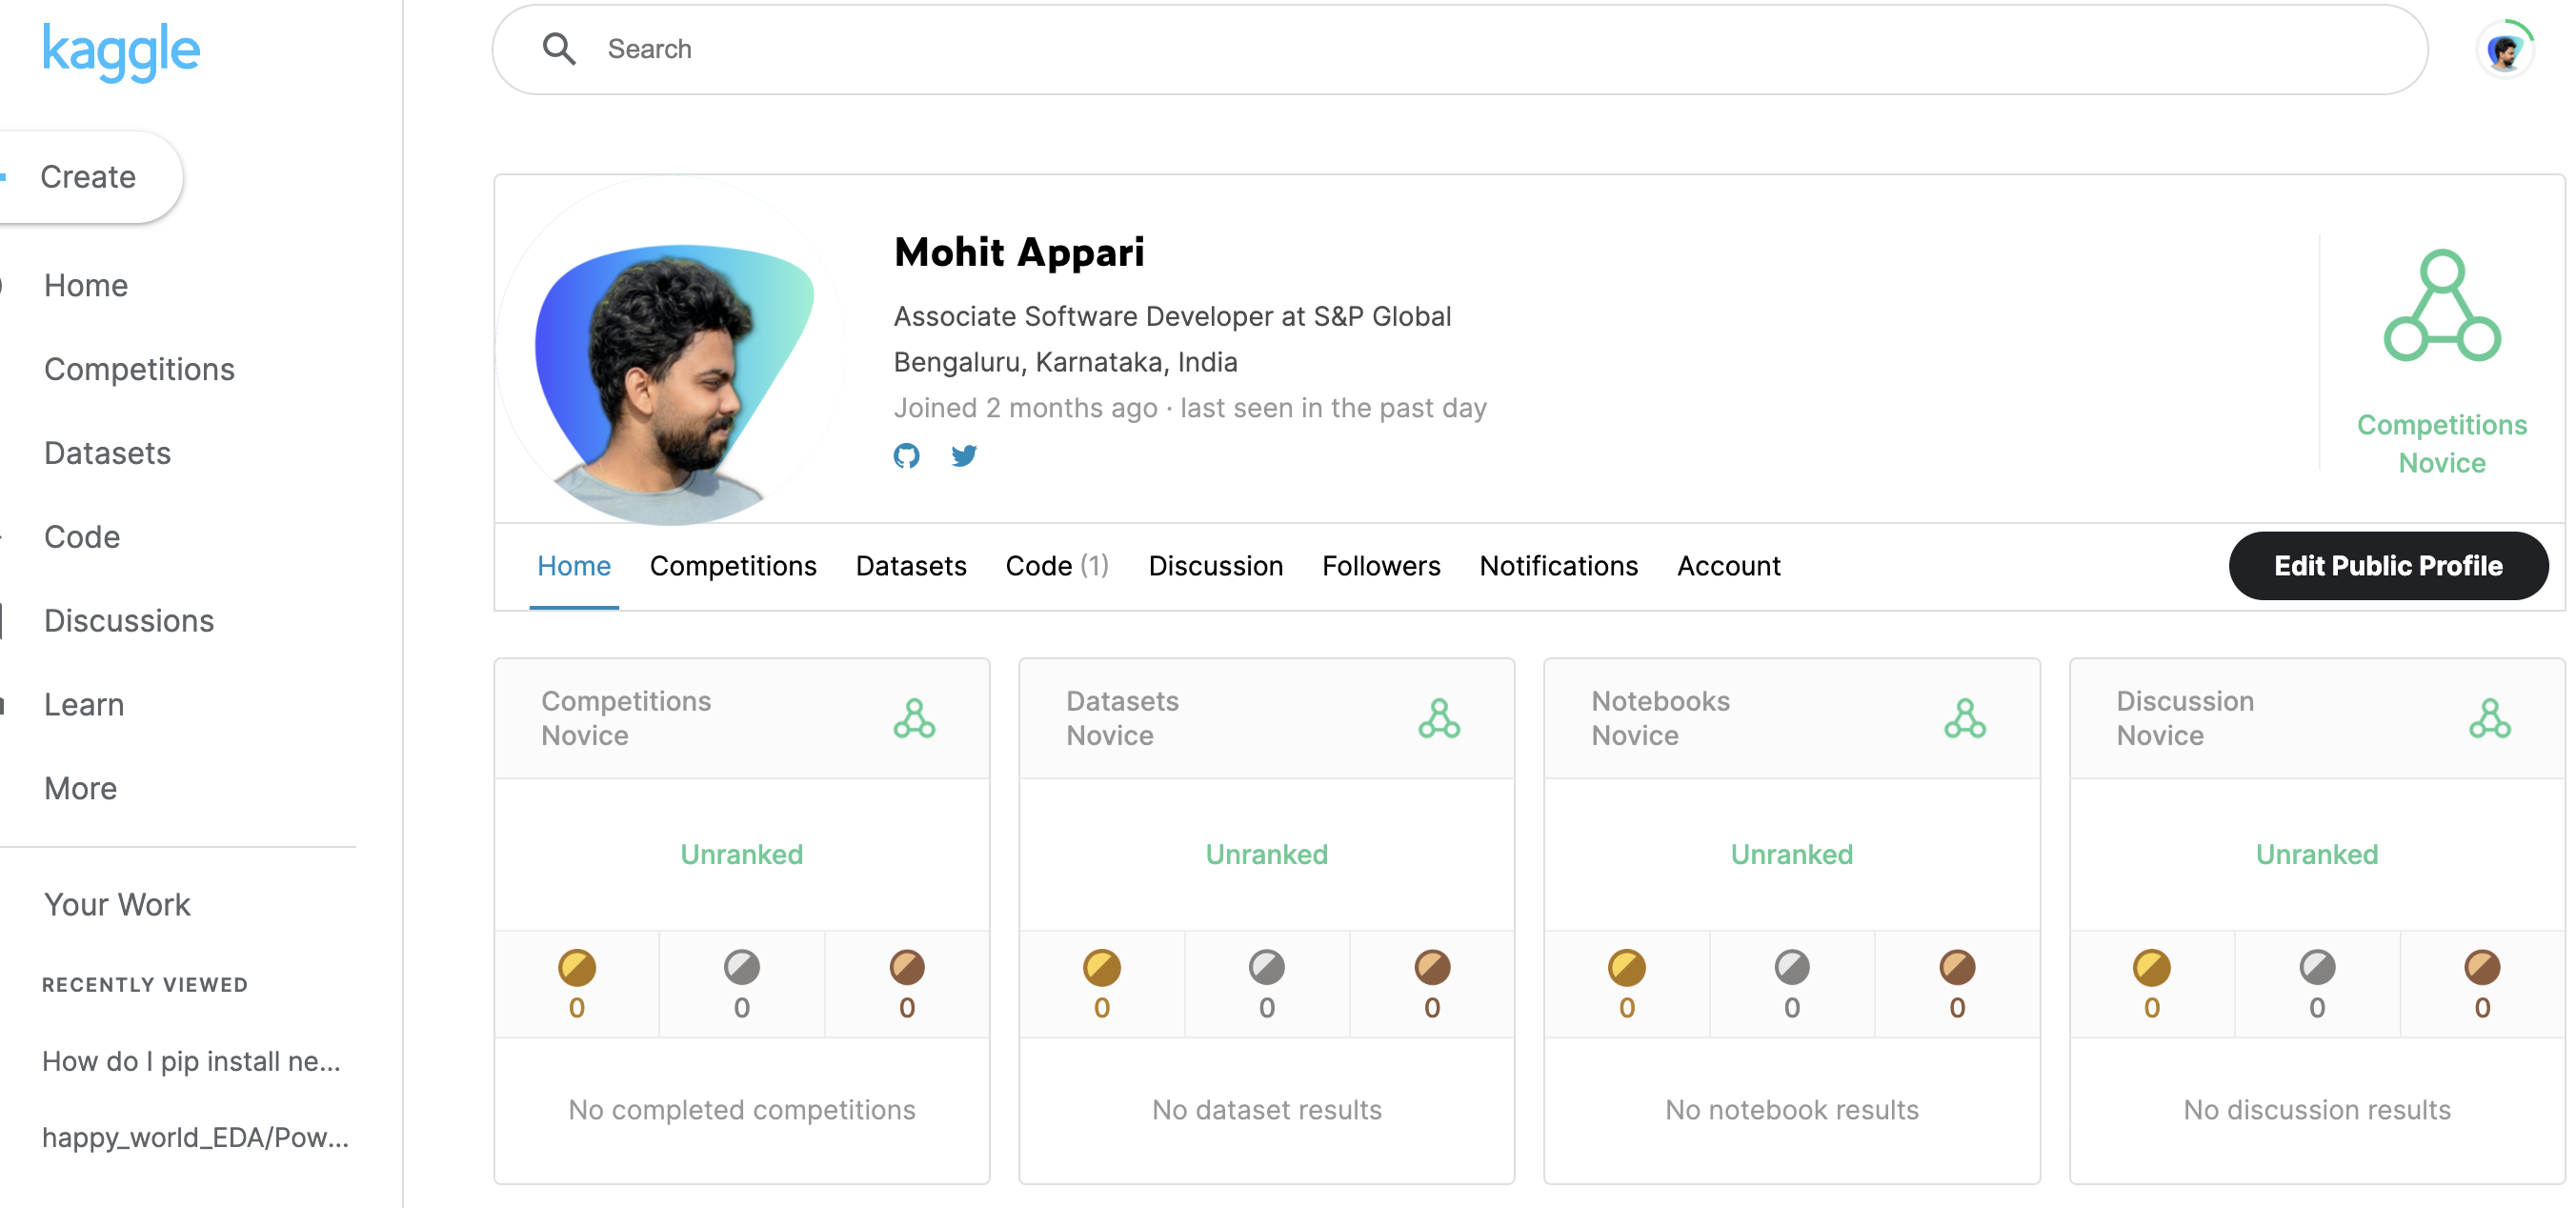 kaggle
Search
Create
Home
Competitions
Datasets
Code
Discussions
Learn
More
Your Work
RECENTLY VIEWED
How do I pip install ne...
happy_world_EDA/Pow...
Mohit Appari
Associate Software Developer at S&P Global
Bengaluru, Karnataka, India
Joined 2 months ago · last seen in the past day
Competitions
Novice
Home Competitions Datasets Code (1) Discussion Followers Notifications Account
Edit Public Profile
Competitions
Novice
Unranked
0 0 0
No completed competitions
Datasets
Novice
Unranked
0 0 0
No dataset results
Notebooks
Novice
Unranked
0 0 0
No notebook results
Discussion
Novice
Unranked
0 0 0
No discussion results